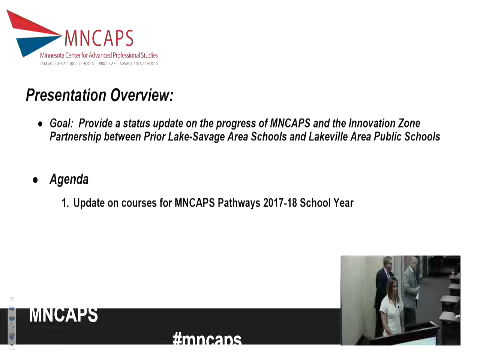 MNCAPS
Minnesota Center for Advanced Professional Studies
Presentation Overview:
● Goal: Provide a status update on the progress of MNCAPS and the Innovation Zone
Partnership between Prior Lake-Savage Area Schools and Lakeville Area Public Schools
● Agenda
1. Update on courses for MNCAPS Pathways 2017-18 School Year
MNCAPS
#mncaps